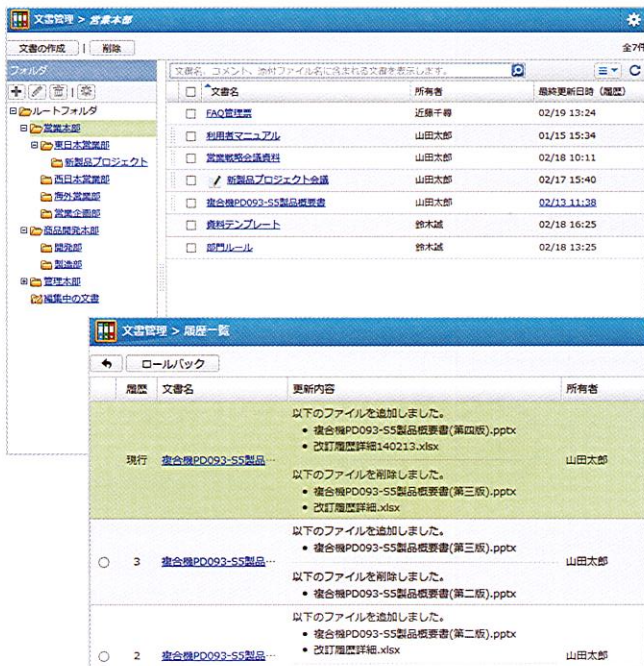 文書管理 > 営業本部
文書の作成 | 削除
全7件
フォルダ
文書名、コメント、添付ファイル名に含まれる文書を表示します。
ルートフォルダ
営業本部
東日本営業部
新製品プロジェクト
西日本営業部
海外営業部
営業企画部
商品開発本部
開発部
製造部
管理本部
編集中の文書
文書名 所有者 最終更新日時（履歴）
FAQ管理票 近藤千尋 02/19 13:24
利用者マニュアル 山田太郎 01/15 15:34
営業戦略会議資料 山田太郎 02/18 10:11
新製品プロジェクト会議 山田太郎 02/17 15:40
複合機PD093-S5製品概要書 山田太郎 02/13 11:38
資料テンプレート 鈴木誠 02/18 16:25
部門ルール 鈴木誠 02/18 13:25
文書管理 > 履歴一覧
ロールバック
履歴 文書名 更新内容 所有者
以下のファイルを追加しました。
• 複合機PD093-S5製品概要書(第四版).pptx
• 改訂履歴詳細140213.xlsx
現行 複合機PD093-S5製品… 山田太郎
以下のファイルを削除しました。
• 複合機PD093-S5製品概要書(第三版).pptx
• 改訂履歴詳細.xlsx
以下のファイルを追加しました。
• 複合機PD093-S5製品概要書(第三版).pptx
3 複合機PD093-S5製品… 山田太郎
以下のファイルを削除しました。
• 複合機PD093-S5製品概要書(第二版).pptx
以下のファイルを追加しました。
• 複合機PD093-S5製品概要書(第二版).pptx
• 改訂履歴詳細.xlsx
2 複合機PD093-S5製品… 山田太郎